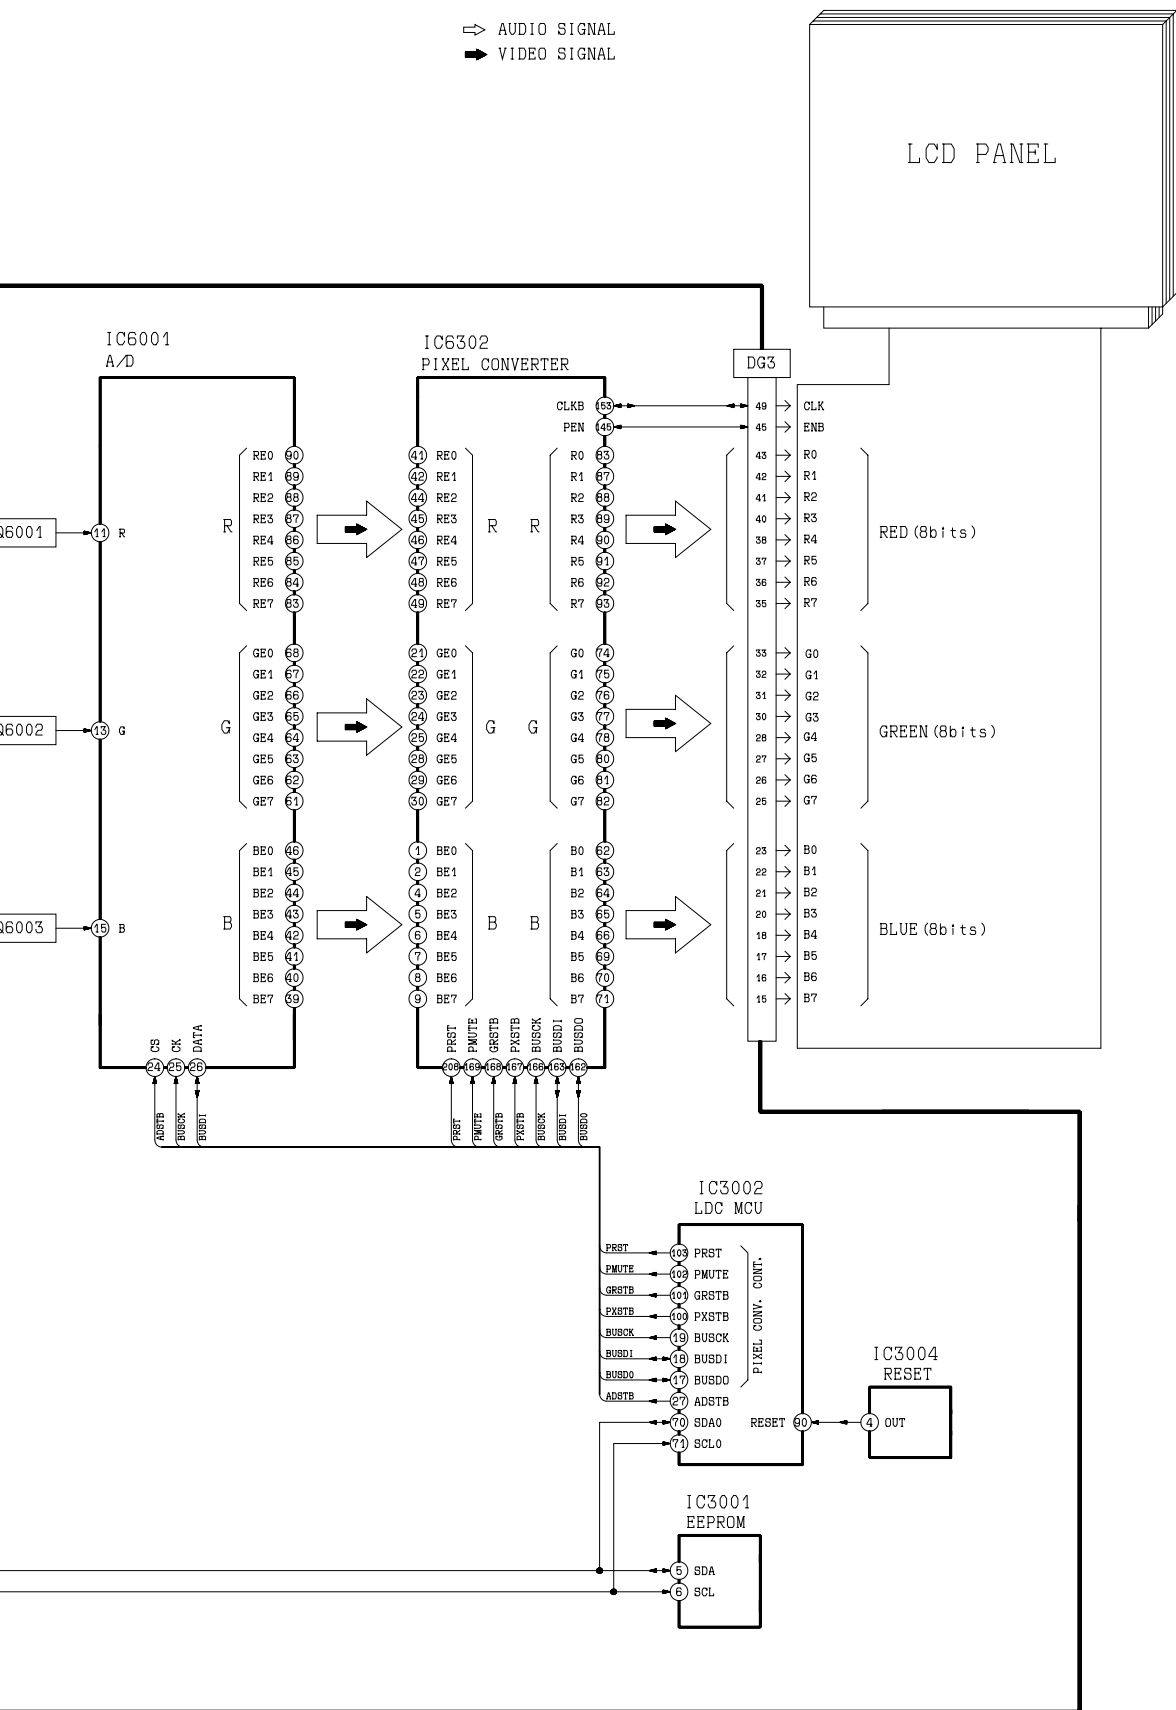 AUDIO SIGNAL
VIDEO SIGNAL
LCD PANEL
IC6001
A/D
IC6302
PIXEL CONVERTER
DG3
CLKB 153 49 CLK
PEN 145 45 ENB
RE0 90 41 RE0 R0 83 43 R0
RE1 89 42 RE1 R1 87 42 R1
RE2 88 44 RE2 R2 88 41 R2
RE3 87 45 RE3 R3 89 40 R3
R R R
Q6001 11 R RED(8bits)
RE4 86 46 RE4 R4 90 38 R4
RE5 85 47 RE5 R5 91 37 R5
RE6 84 48 RE6 R6 92 36 R6
RE7 83 49 RE7 R7 93 35 R7
GE0 68 21 GE0 G0 74 33 G0
GE1 67 22 GE1 G1 75 32 G1
GE2 66 23 GE2 G2 76 31 G2
GE3 65 24 GE3 G3 77 30 G3
G G G
Q6002 13 G GREEN(8bits)
GE4 64 25 GE4 G4 78 28 G4
GE5 63 28 GE5 G5 80 27 G5
GE6 62 29 GE6 G6 81 26 G6
GE7 61 30 GE7 G7 82 25 G7
BE0 46 1 BE0 B0 62 23 B0
BE1 45 2 BE1 B1 63 22 B1
BE2 44 4 BE2 B2 64 21 B2
BE3 43 5 BE3 B3 65 20 B3
B B B
Q6003 15 B BLUE(8bits)
BE4 42 6 BE4 B4 66 18 B4
BE5 41 7 BE5 B5 69 17 B5
BE6 40 8 BE6 B6 70 16 B6
BE7 39 9 BE7 B7 71 15 B7
CS CK DATA PRST PMUTE GRSTB PXSTB BUSCK BUSDI BUSDO
24 25 26 208 169 168 167 166 163 162
ADSTB BUSCK BUSDI PRST PMUTE GRSTB PXSTB BUSCK BUSDI BUSDO
IC3002
LDC MCU
PRST 103 PRST
PMUTE 102 PMUTE
GRSTB 101 GRSTB
PXSTB 100 PXSTB
BUSCK 19 BUSCK
BUSDI 18 BUSDI
BUSDO 17 BUSDO
PIXEL CONV. CONT.
ADSTB 27 ADSTB
70 SDA0
71 SCL0
RESET 90
IC3004
RESET
4 OUT
IC3001
EEPROM
5 SDA
6 SCL